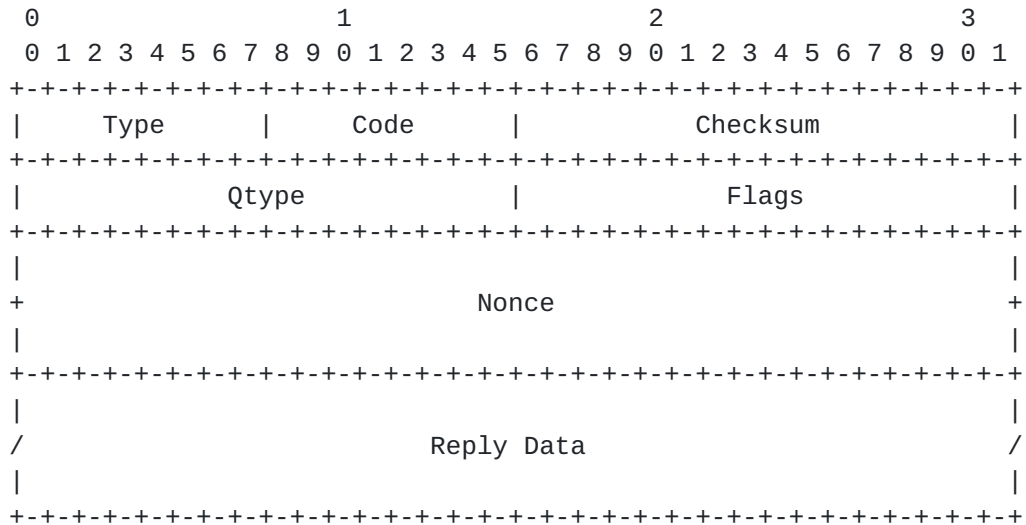 0                   1                   2                   3
 0 1 2 3 4 5 6 7 8 9 0 1 2 3 4 5 6 7 8 9 0 1 2 3 4 5 6 7 8 9 0 1
+-+-+-+-+-+-+-+-+-+-+-+-+-+-+-+-+-+-+-+-+-+-+-+-+-+-+-+-+-+-+-+-+
|     Type      |     Code      |           Checksum            |
+-+-+-+-+-+-+-+-+-+-+-+-+-+-+-+-+-+-+-+-+-+-+-+-+-+-+-+-+-+-+-+-+
|             Qtype             |             Flags             |
+-+-+-+-+-+-+-+-+-+-+-+-+-+-+-+-+-+-+-+-+-+-+-+-+-+-+-+-+-+-+-+-+
|                                                               |
+                             Nonce                             +
|                                                               |
+-+-+-+-+-+-+-+-+-+-+-+-+-+-+-+-+-+-+-+-+-+-+-+-+-+-+-+-+-+-+-+-+
|                                                               |
/                          Reply Data                           /
|                                                               |
+-+-+-+-+-+-+-+-+-+-+-+-+-+-+-+-+-+-+-+-+-+-+-+-+-+-+-+-+-+-+-+-+